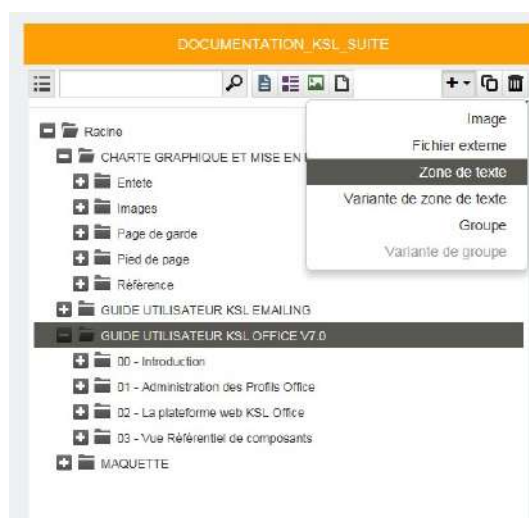 DOCUMENTATION_KSL_SUITE
Image
Fichier externe
Zone de texte
Variante de zone de texte
Groupe
Variante de groupe
Racine
CHARTE GRAPHIQUE ET MISE EN
Entete
Images
Page de garde
Pied de page
Référence
GUIDE UTILISATEUR KSL EMAILING
GUIDE UTILISATEUR KSL OFFICE V7.0
00 - Introduction
01 - Administration des Profils Office
02 - La plateforme web KSL Office
03 - Vue Référentiel de composants
MAQUETTE